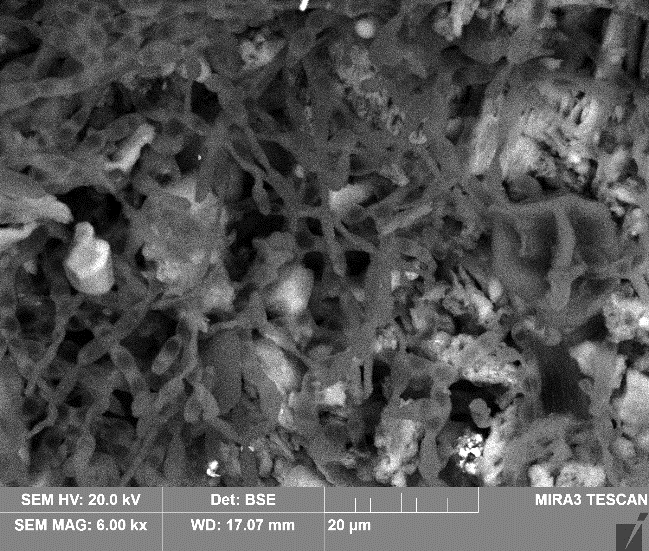 SEM HV: 20.0 kV
Det: BSE
MIRA3 TESCAN
SEM MAG: 6.00 kx
WD: 17.07 mm
20 µm